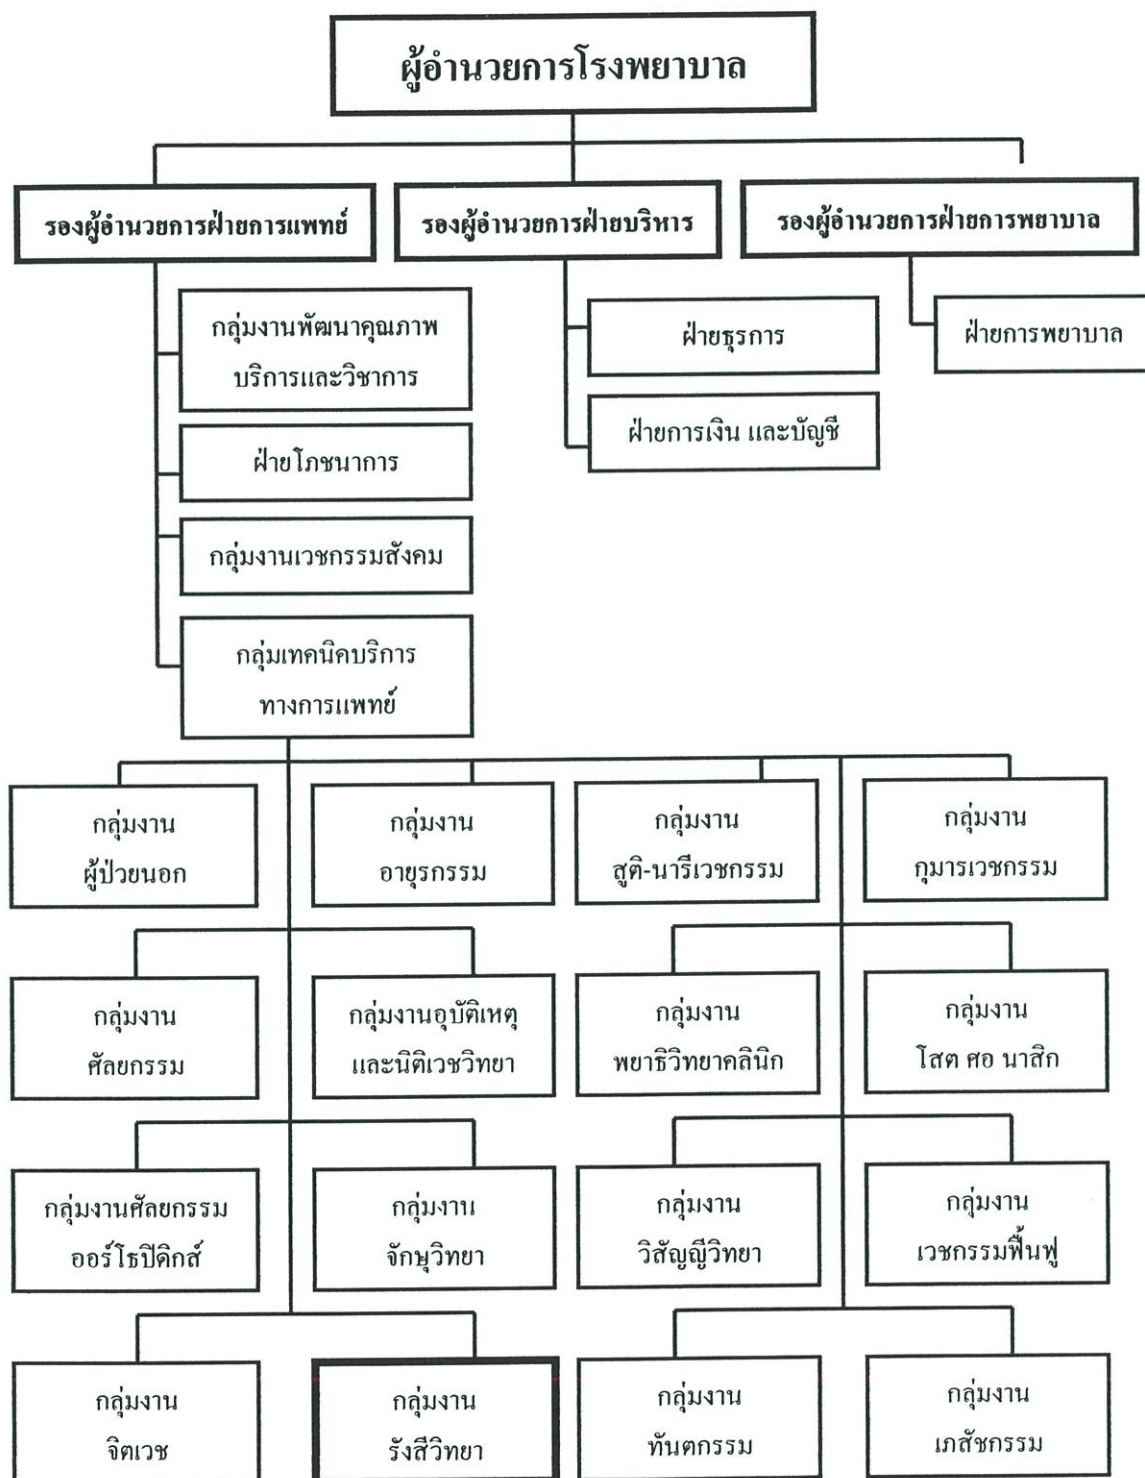 ผู้อำนวยการโรงพยาบาล
รองผู้อำนวยการฝ่ายการแพทย์
รองผู้อำนวยการฝ่ายบริหาร
รองผู้อำนวยการฝ่ายการพยาบาล
กลุ่มงานพัฒนาคุณภาพ
บริการและวิชาการ
ฝ่ายโภชนาการ
กลุ่มงานเวชกรรมสังคม
กลุ่มเทคนิคบริการ
ทางการแพทย์
ฝ่ายธุรการ
ฝ่ายการเงิน และบัญชี
ฝ่ายการพยาบาล
กลุ่มงาน
ผู้ป่วยนอก
กลุ่มงาน
อายุรกรรม
กลุ่มงาน
สูติ-นารีเวชกรรม
กลุ่มงาน
กุมารเวชกรรม
กลุ่มงาน
ศัลยกรรม
กลุ่มงานอุบัติเหตุ
และนิติเวชวิทยา
กลุ่มงาน
พยาธิวิทยาคลินิก
กลุ่มงาน
โสต ศอ นาสิก
กลุ่มงานศัลยกรรม
ออร์โธปิดิกส์
กลุ่มงาน
จักษุวิทยา
กลุ่มงาน
วิสัญญีวิทยา
กลุ่มงาน
เวชกรรมฟื้นฟู
กลุ่มงาน
จิตเวช
กลุ่มงาน
รังสีวิทยา
กลุ่มงาน
ทันตกรรม
กลุ่มงาน
เภสัชกรรม